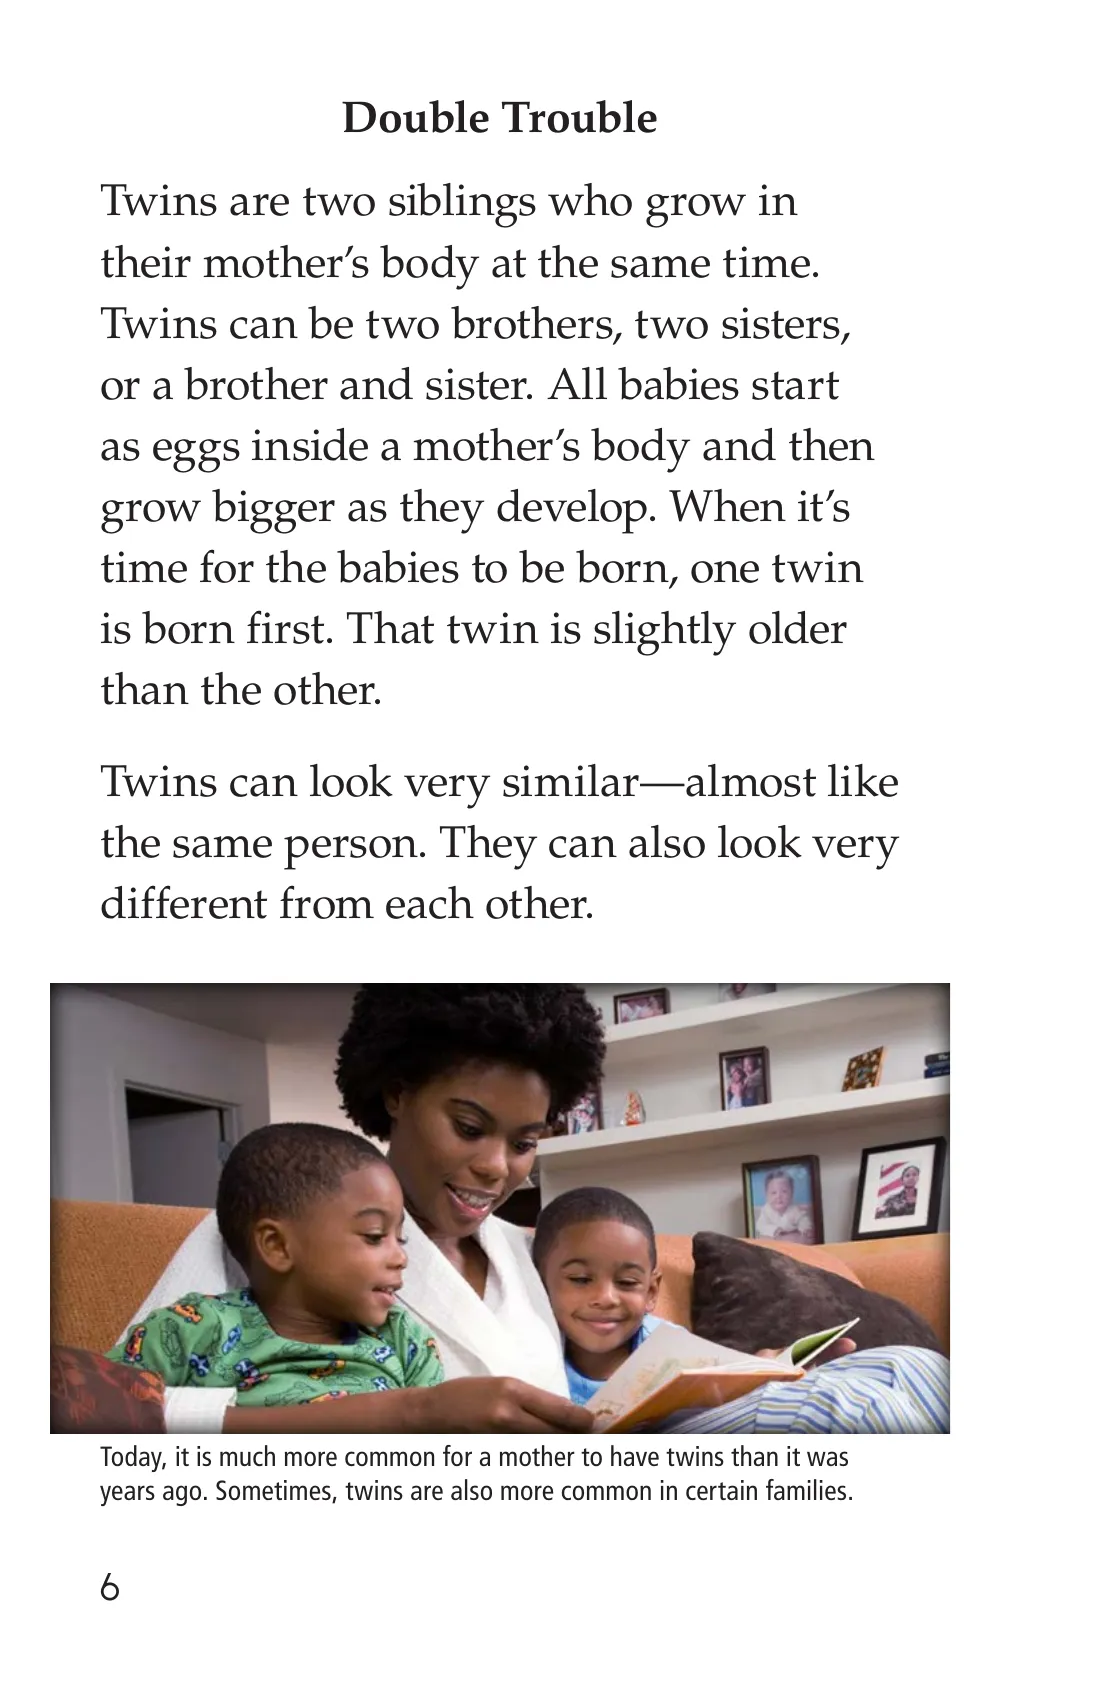 Double Trouble
Twins are two siblings who grow in
their mother’s body at the same time.
Twins can be two brothers, two sisters,
or a brother and sister. All babies start
as eggs inside a mother’s body and then
grow bigger as they develop. When it’s
time for the babies to be born, one twin
is born first. That twin is slightly older
than the other.
Twins can look very similar—almost like
the same person. They can also look very
different from each other.
Today, it is much more common for a mother to have twins than it was
years ago. Sometimes, twins are also more common in certain families.
6